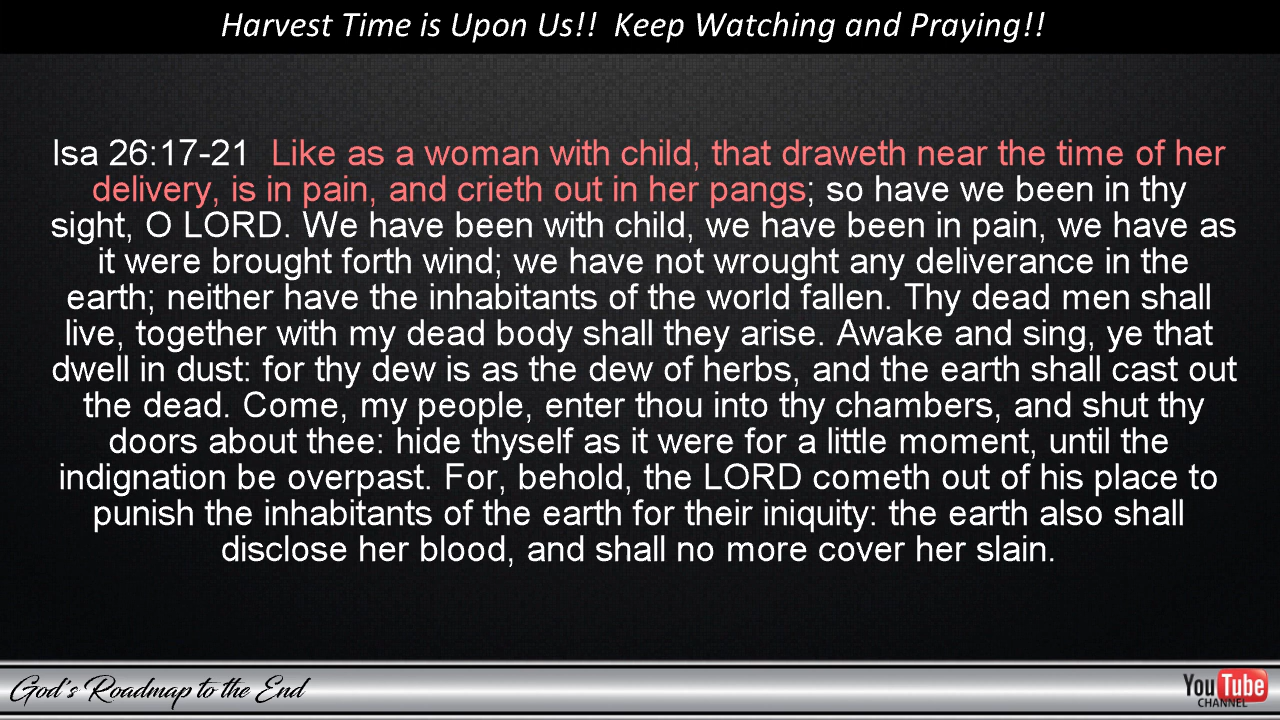 Harvest Time is Upon Us!!  Keep Watching and Praying!!
Isa 26:17-21  Like as a woman with child, that draweth near the time of her
delivery, is in pain, and crieth out in her pangs; so have we been in thy
sight, O LORD. We have been with child, we have been in pain, we have as
it were brought forth wind; we have not wrought any deliverance in the
earth; neither have the inhabitants of the world fallen. Thy dead men shall
live, together with my dead body shall they arise. Awake and sing, ye that
dwell in dust: for thy dew is as the dew of herbs, and the earth shall cast out
the dead. Come, my people, enter thou into thy chambers, and shut thy
doors about thee: hide thyself as it were for a little moment, until the
indignation be overpast. For, behold, the LORD cometh out of his place to
punish the inhabitants of the earth for their iniquity: the earth also shall
disclose her blood, and shall no more cover her slain.
God's Roadmap to the End
YouTube
CHANNEL